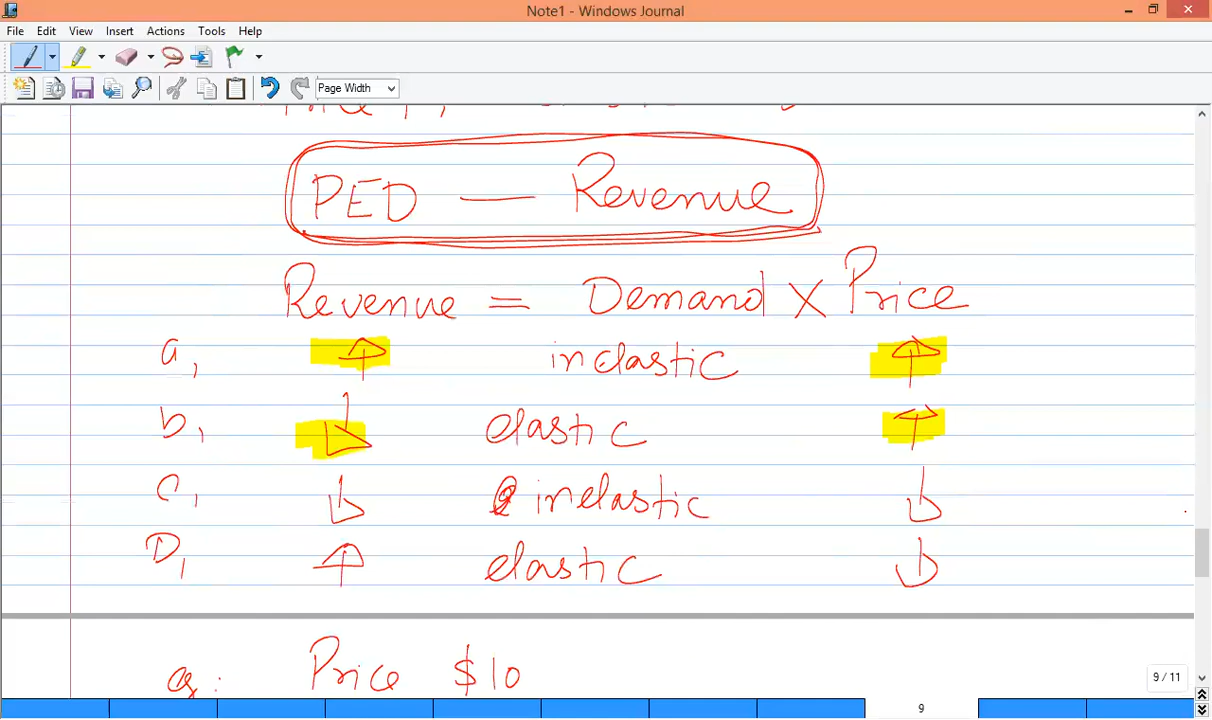 Note1 - Windows Journal
File Edit View Insert Actions Tools Help
Page Width
PED — Revenue
Revenue = Demand X Price
a, ↑ inelastic ↑
b, ↓ elastic ↑
c, ↓ inelastic ↓
D, ↑ elastic ↓
9 / 11
eg: Price $10
9